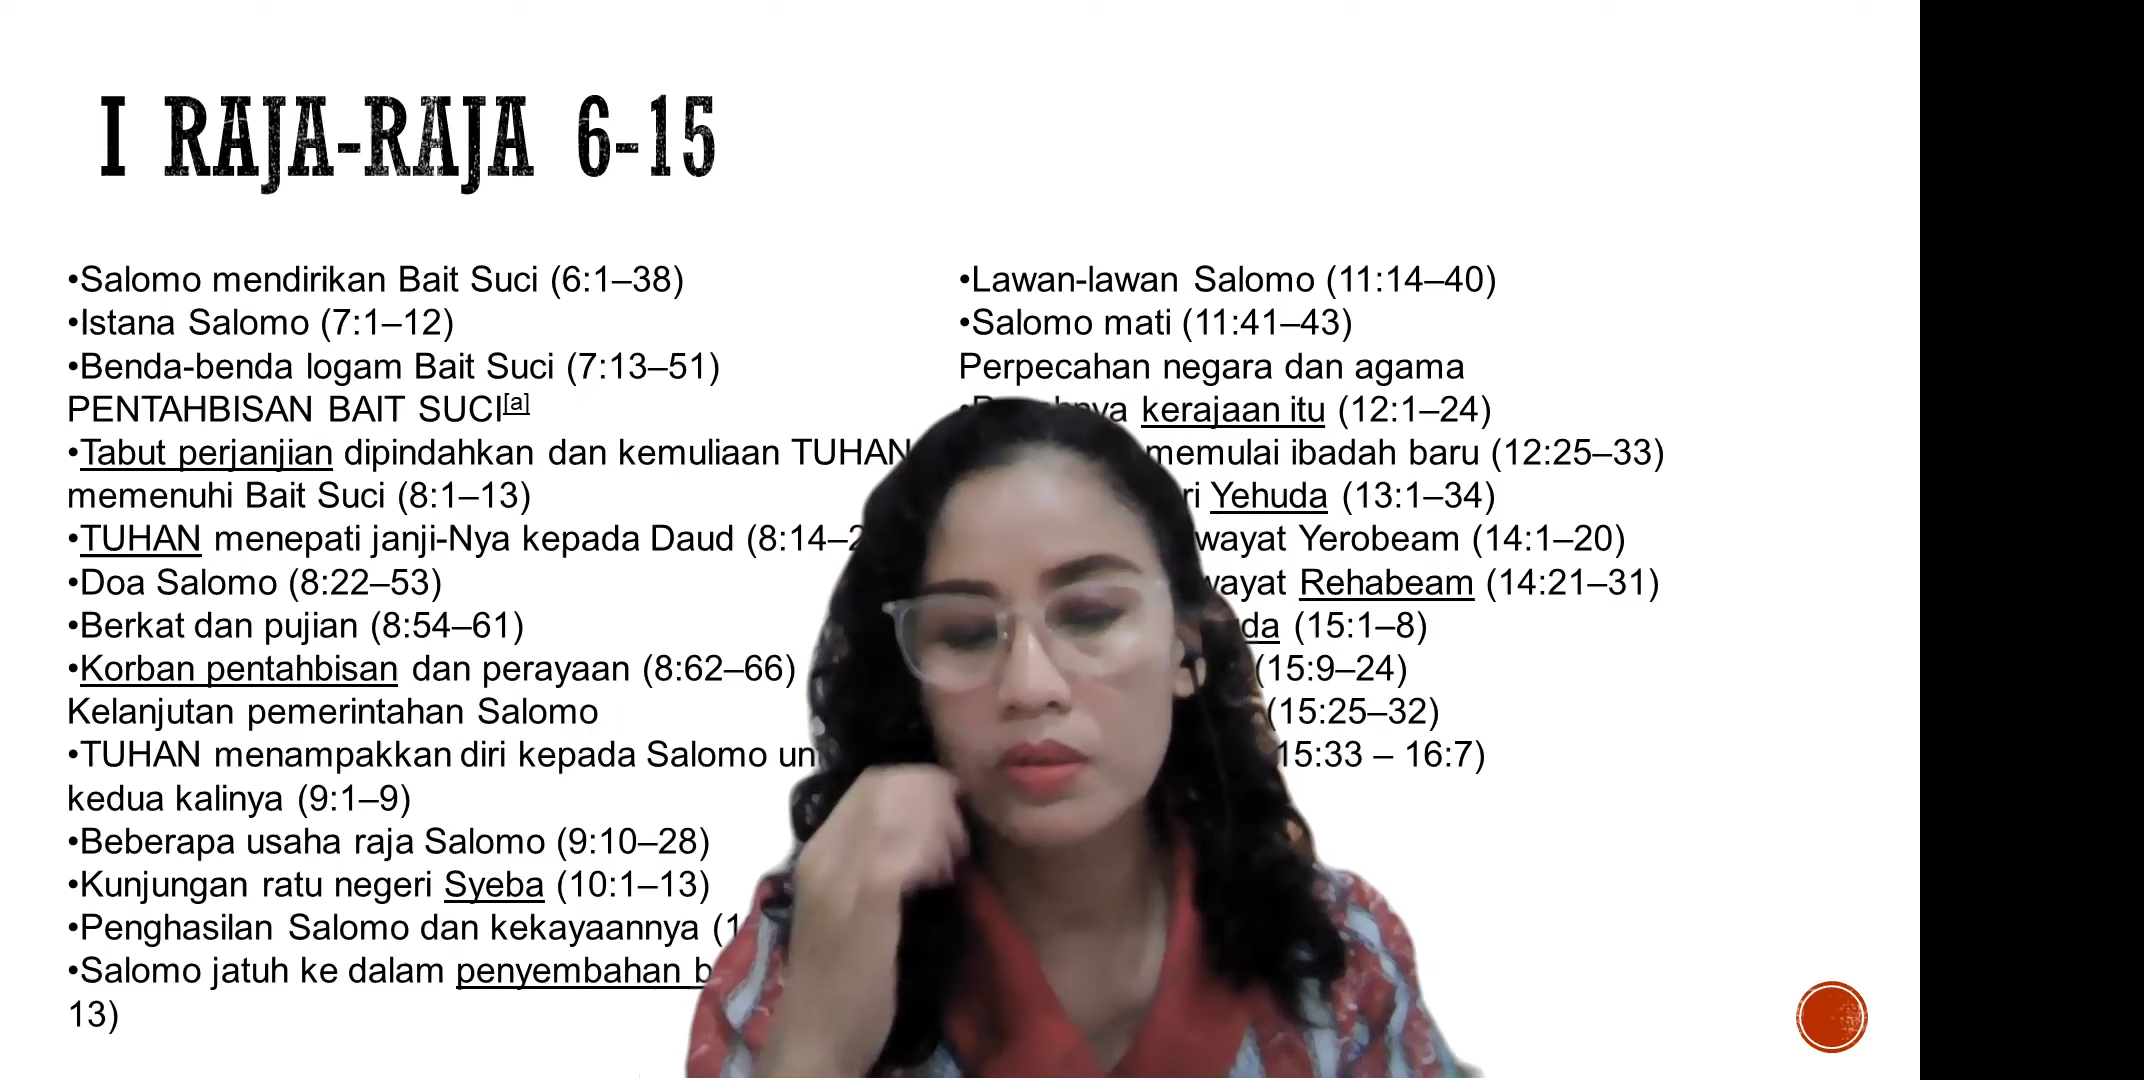 I RAJA-RAJA 6-15
•Salomo mendirikan Bait Suci (6:1–38)
•Istana Salomo (7:1–12)
•Benda-benda logam Bait Suci (7:13–51)
PENTAHBISAN BAIT SUCI[a]
•Tabut perjanjian dipindahkan dan kemuliaan TUHAN
memenuhi Bait Suci (8:1–13)
•TUHAN menepati janji-Nya kepada Daud (8:14–2
•Doa Salomo (8:22–53)
•Berkat dan pujian (8:54–61)
•Korban pentahbisan dan perayaan (8:62–66)
Kelanjutan pemerintahan Salomo
•TUHAN menampakkan diri kepada Salomo un
kedua kalinya (9:1–9)
•Beberapa usaha raja Salomo (9:10–28)
•Kunjungan ratu negeri Syeba (10:1–13)
•Penghasilan Salomo dan kekayaannya (1
•Salomo jatuh ke dalam penyembahan b
13)
•Lawan-lawan Salomo (11:14–40)
•Salomo mati (11:41–43)
Perpecahan negara dan agama
kerajaan itu (12:1–24)
memulai ibadah baru (12:25–33)
ri Yehuda (13:1–34)
wayat Yerobeam (14:1–20)
wayat Rehabeam (14:21–31)
da (15:1–8)
(15:9–24)
(15:25–32)
15:33 – 16:7)